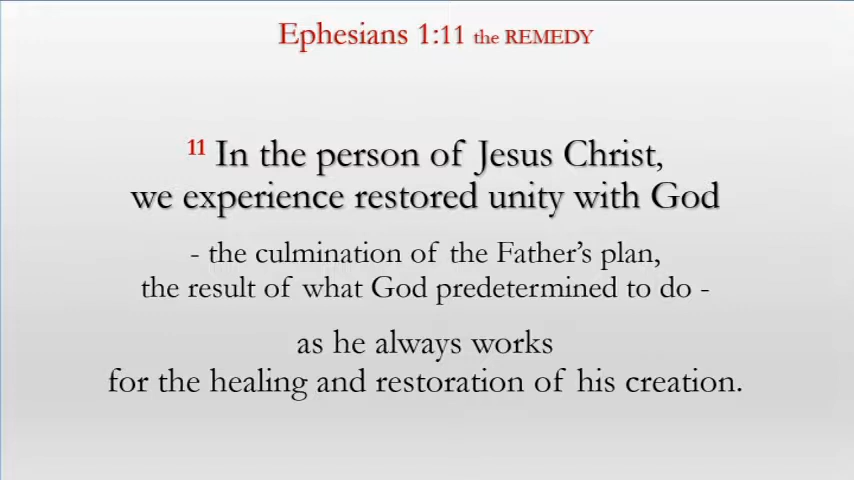 Ephesians 1:11 the REMEDY
11 In the person of Jesus Christ,
we experience restored unity with God
- the culmination of the Father’s plan,
the result of what God predetermined to do -
as he always works
for the healing and restoration of his creation.